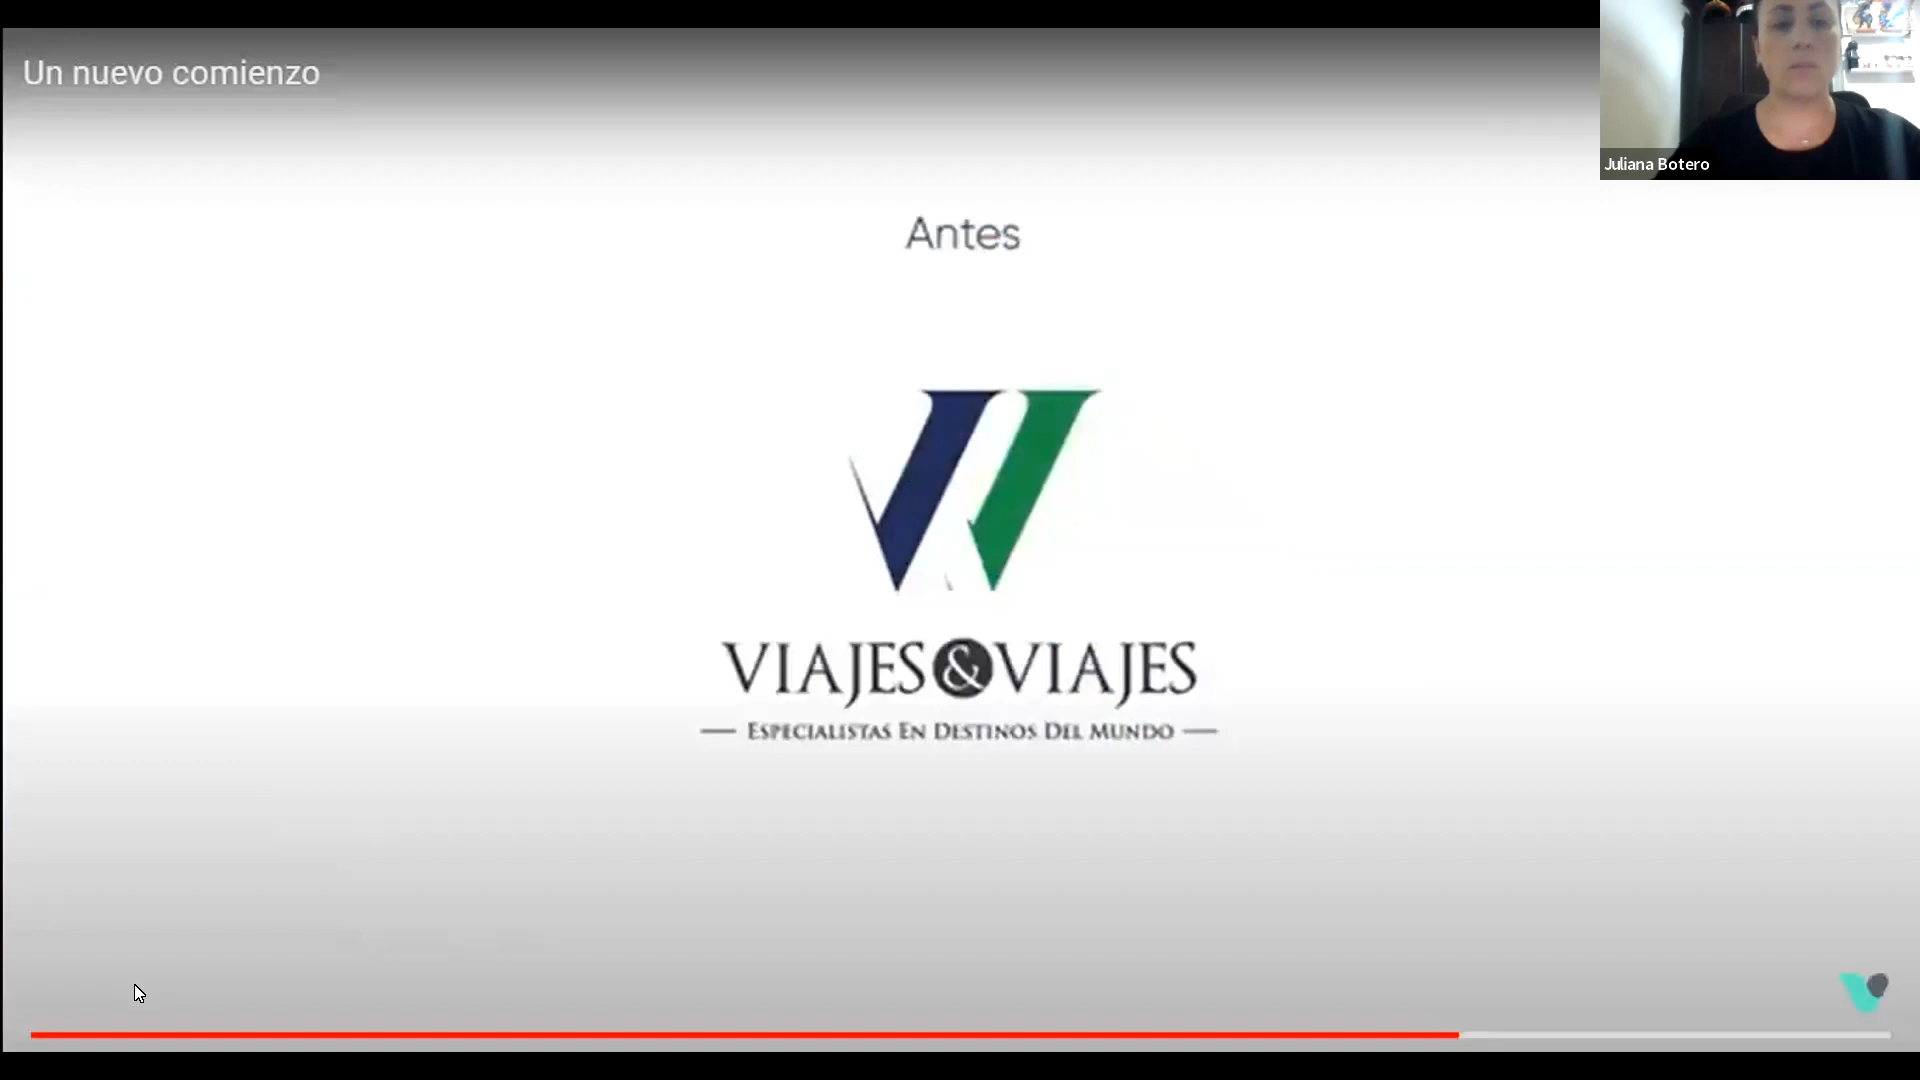 Un nuevo comienzo
Juliana Botero
Antes
VIAJES&VIAJES
ESPECIALISTAS EN DESTINOS DEL MUNDO